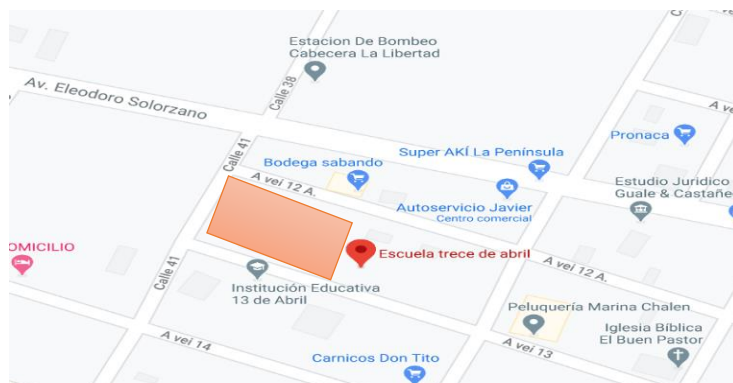 Estacion De Bombeo
Cabecera La Libertad
Av. Eleodoro Solorzano
Calle 38
Calle 41
Bodega sabando
Super AKÍ La Península
Pronaca
A vei 12 A.
Autoservicio Javier
Centro comercial
Estudio Juridico
Guale & Castañe
OMICILIO
Escuela trece de abril
A vei 12 A.
Calle 41
Institución Educativa
13 de Abril
Peluquería Marina Chalen
Iglesia Bíblica
El Buen Pastor
A vei 14
A vei 13
Carnicos Don Tito